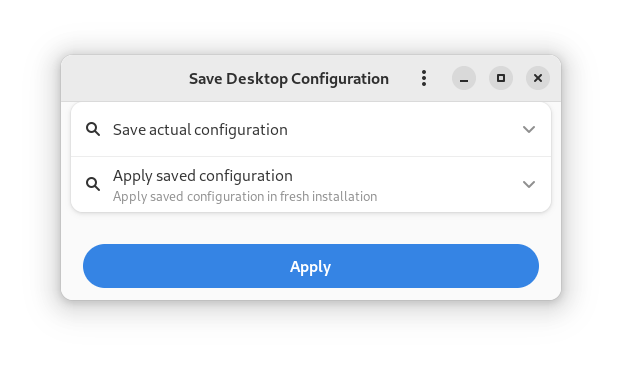 Save Desktop Configuration
Save actual configuration
Apply saved configuration
Apply saved configuration in fresh installation
Apply